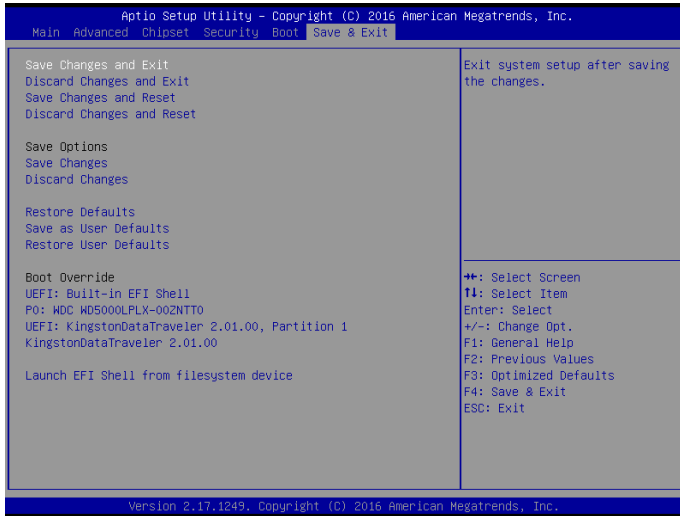 Aptio Setup Utility – Copyright (C) 2016 American Megatrends, Inc.
Main Advanced Chipset Security Boot Save & Exit
Save Changes and Exit
Discard Changes and Exit
Save Changes and Reset
Discard Changes and Reset
Save Options
Save Changes
Discard Changes
Restore Defaults
Save as User Defaults
Restore User Defaults
Boot Override
UEFI: Built-in EFI Shell
P0: WDC WD5000LPLX-00ZNTT0
UEFI: KingstonDataTraveler 2.01.00, Partition 1
KingstonDataTraveler 2.01.00
Launch EFI Shell from filesystem device
Exit system setup after saving
the changes.
→←: Select Screen
↑↓: Select Item
Enter: Select
+/-: Change Opt.
F1: General Help
F2: Previous Values
F3: Optimized Defaults
F4: Save & Exit
ESC: Exit
Version 2.17.1249. Copyright (C) 2016 American Megatrends, Inc.